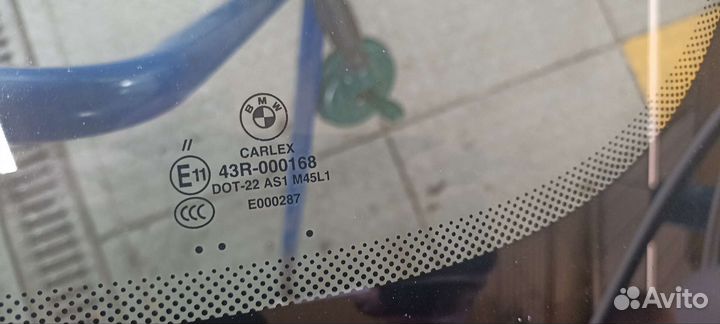 BMW
CARLEX
//
E11 43R-000168
DOT-22 AS1 M45L1
CCC E000287
Avito